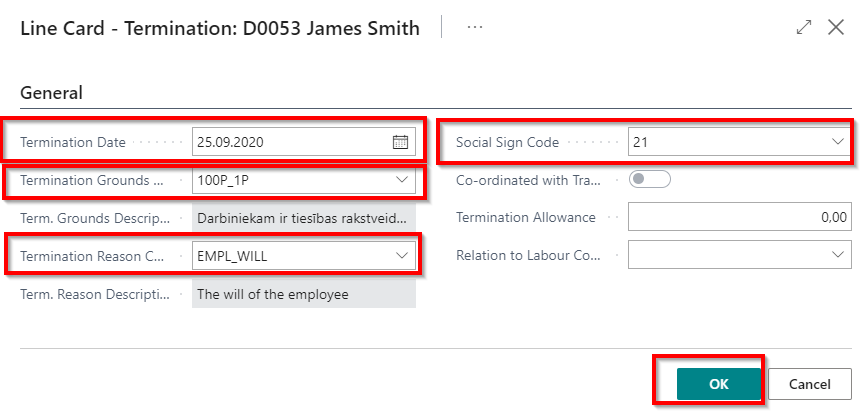 Line Card - Termination: D0053 James Smith
General
Termination Date 25.09.2020
Termination Grounds ... 100P_1P
Term. Grounds Descrip... Darbiniekam ir tiesības rakstveid...
Termination Reason C... EMPL_WILL
Term. Reason Descripti... The will of the employee
Social Sign Code 21
Co-ordinated with Tra...
Termination Allowance 0,00
Relation to Labour Co...
OK Cancel